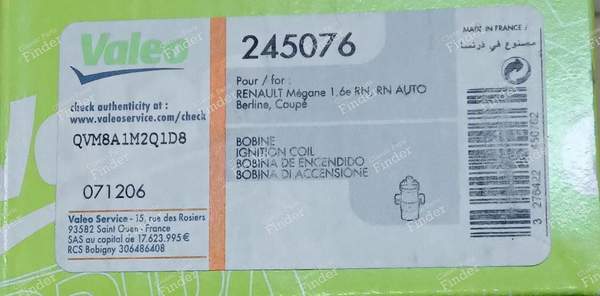 Valeo
check authenticity at :
www.valeoservice.com/check
QVM8A1M2Q1D8
071206
Valeo Service - 15, rue des Rosiers
93582 Saint Ouen - France
SAS au capital de 17.623.995 €
RCS Bobigny 306486408
245076
Pour / for :
RENAULT Mégane 1.6e RN, RN AUTO
Berline, Coupé
BOBINE
IGNITION COIL
BOBINA DE ENCENDIDO
BOBINA DI ACCENSIONE
MADE IN FRANCE /
مصنوع في فرنسا
Classic Parts
Finder